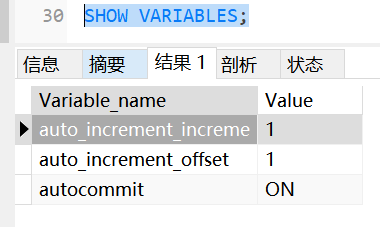 30 SHOW VARIABLES;
信息 摘要 结果 1 剖析 状态
Variable_name Value
auto_increment_increme 1
auto_increment_offset 1
autocommit ON